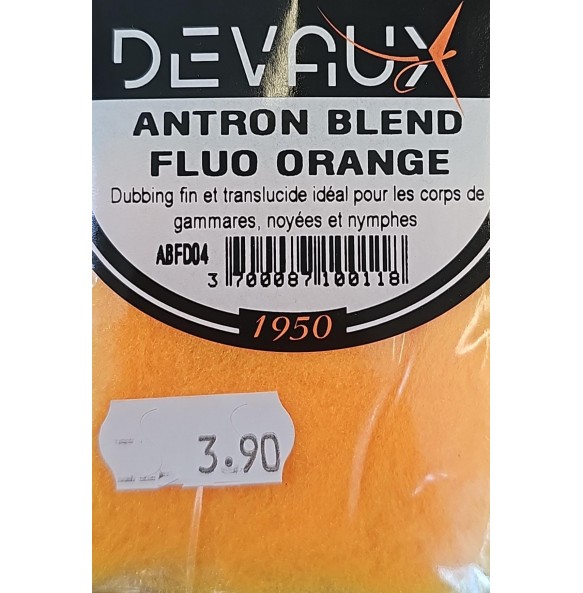 DEVAUX
ANTRON BLEND
FLUO ORANGE
Dubbing fin et translucide idéal pour les corps de
gammares, noyées et nymphes
ABFD04
3 700087 100118
1950
3.90